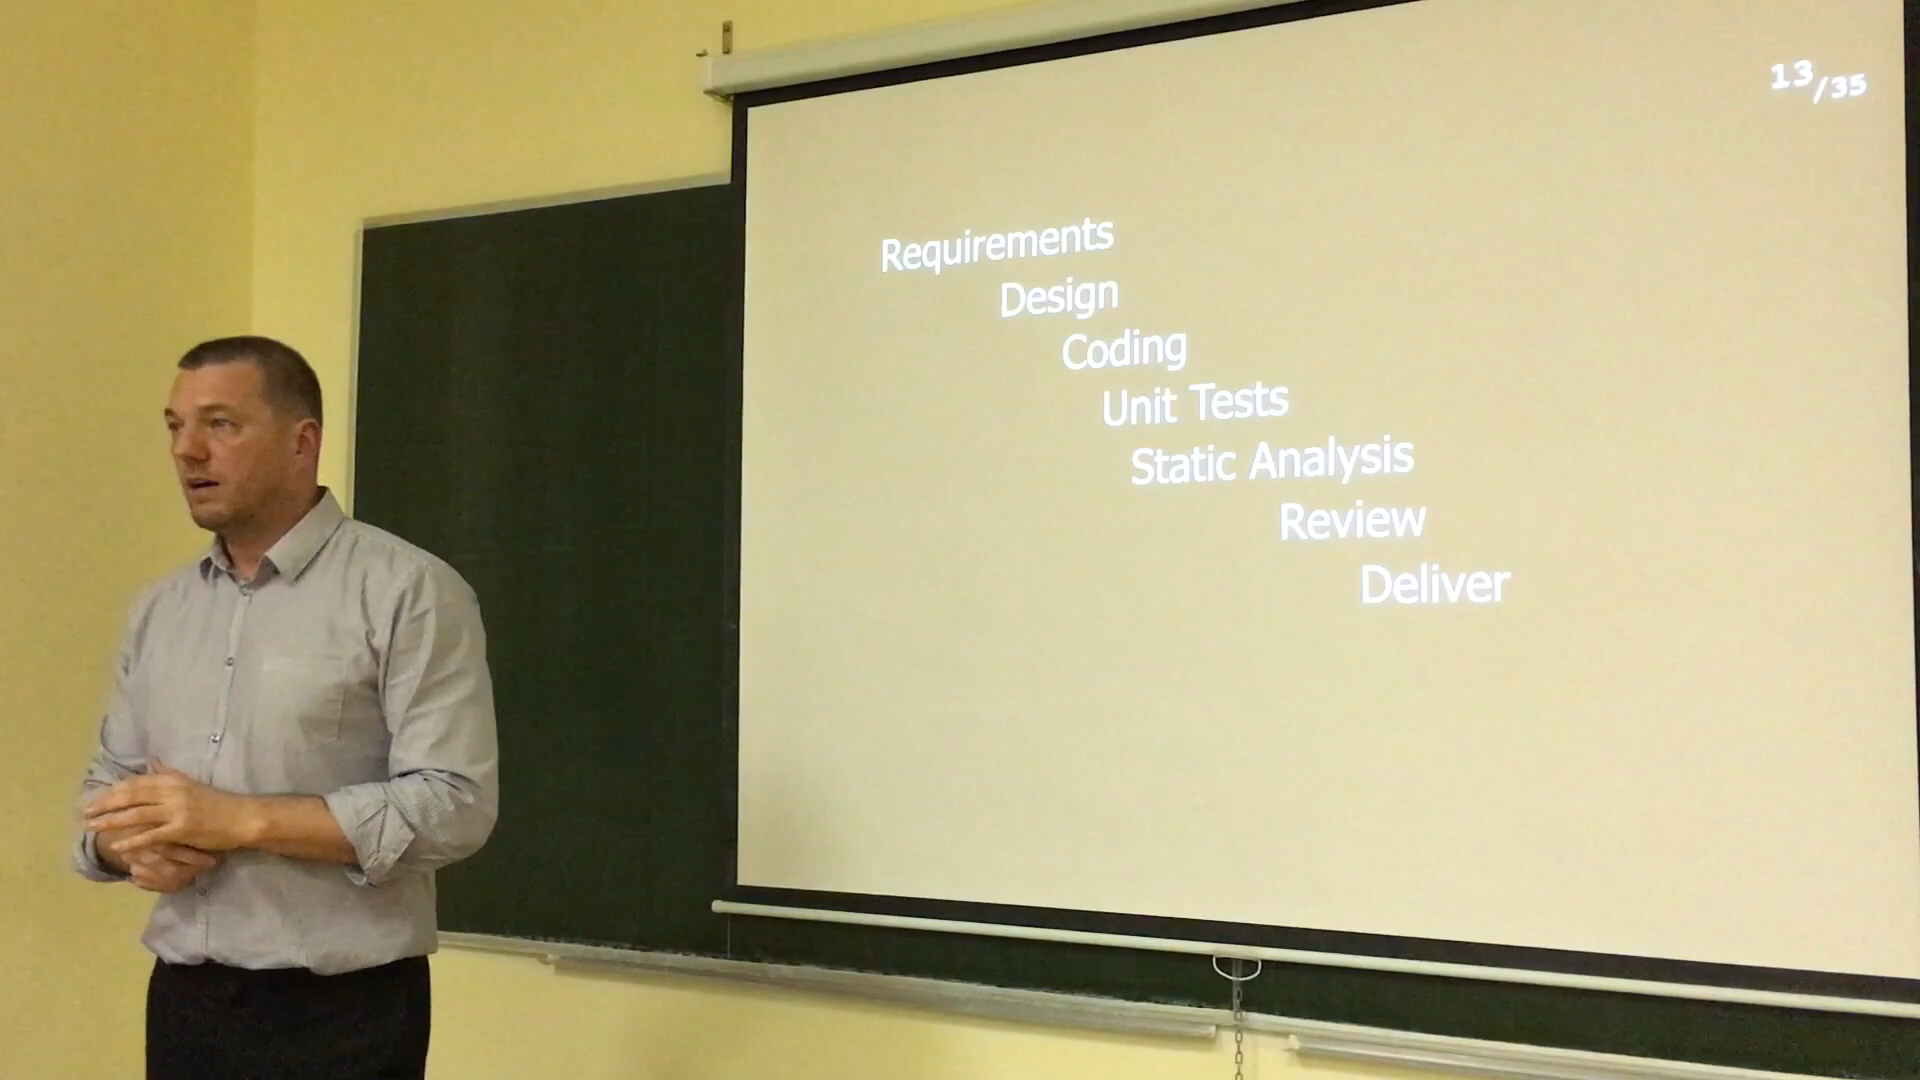 13/35
Requirements
Design
Coding
Unit Tests
Static Analysis
Review
Deliver